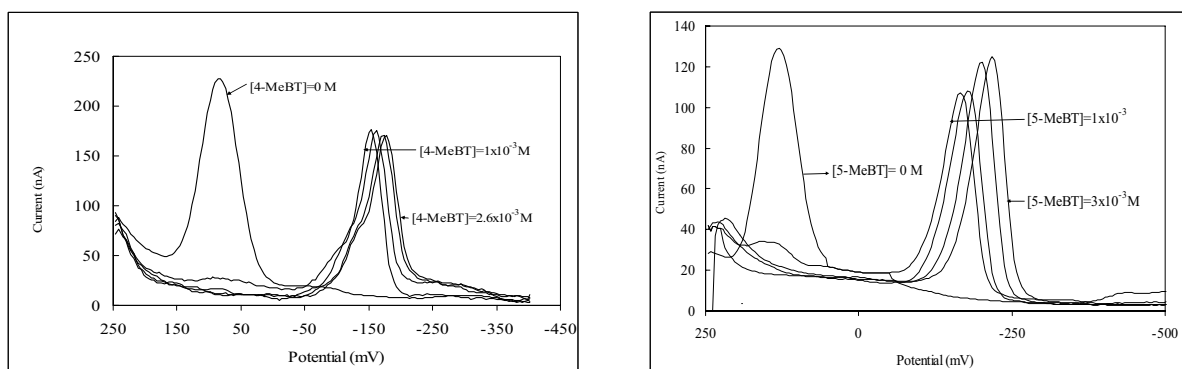 250
200
150
100
50
0
Current (nA)
[4-MeBT]=0 M
[4-MeBT]=1x10⁻³M
[4-MeBT]=2.6x10⁻³M
250 150 50 -50 -150 -250 -350 -450
Potential (mV)
140
120
100
80
60
40
20
0
Current (nA)
[5-MeBT]=1x10⁻³
[5-MeBT]= 0 M
[5-MeBT]=3x10⁻³M
250 0 -250 -500
Potential (mV)